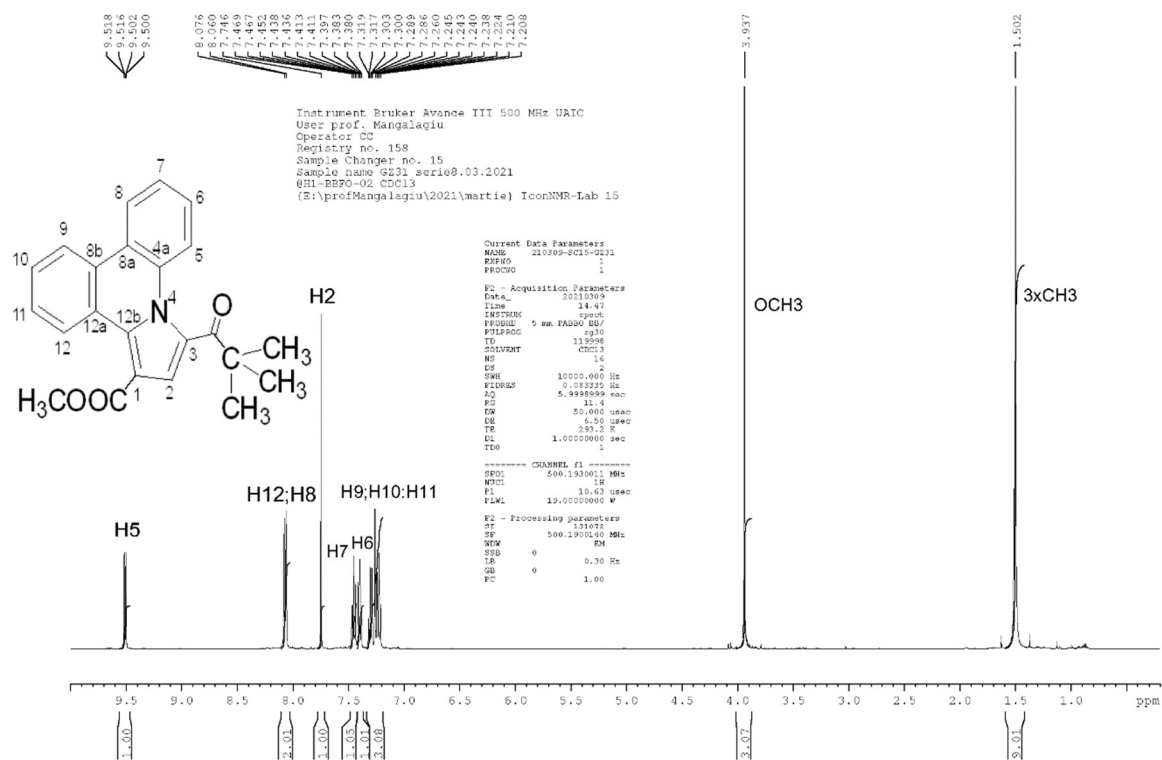 9.518
9.516
9.502
9.500
8.076
8.060
7.746
7.469
7.467
7.452
7.438
7.436
7.413
7.411
7.397
7.383
7.380
7.319
7.317
7.303
7.300
7.289
7.286
7.260
7.245
7.243
7.240
7.238
7.224
7.210
7.208
3.937
1.502
Instrument Bruker Avance III 500 MHz UAIC
User prof. Mangalagiu
Operator CC
Registry no. 158
Sample Changer no. 15
Sample name GZ31 serie8.03.2021
@H1-BBFO-02 CDCl3
{E:\profMangalagiu\2021\martie} IconNMR-Lab 15
7
8
6
9
8b
4a
5
10
8a
4
O
11
12b
12a
3
12
CH3
CH3
CH3
1
2
H3COOC
Current Data Parameters
NAME 210309-SC15-GZ31
EXPNO 1
PROCNO 1
F2 - Acquisition Parameters
Date_ 20210309
Time 14.47
INSTRUM spect
PROBHD 5 mm PABBO BB/
PULPROG zg30
TD 119998
SOLVENT CDCl3
NS 16
DS 2
SWH 10000.000 Hz
FIDRES 0.083335 Hz
AQ 5.9998999 sec
RG 11.4
DW 50.000 usec
DE 6.50 usec
TE 293.2 K
D1 1.00000000 sec
TD0 1
======== CHANNEL f1 ========
SFO1 500.1930011 MHz
NUC1 1H
P1 10.63 usec
PLW1 19.00000000 W
F2 - Processing parameters
SI 131072
SF 500.1900140 MHz
WDW EM
SSB 0
LB 0.30 Hz
GB 0
PC 1.00
H2
OCH3
3xCH3
H12;H8
H9;H10:H11
H5
H7
H6
9.5 9.0 8.5 8.0 7.5 7.0 6.5 6.0 5.5 5.0 4.5 4.0 3.5 3.0 2.5 2.0 1.5 1.0 ppm
1.00
2.01
1.00
1.05
1.01
3.08
3.07
9.01